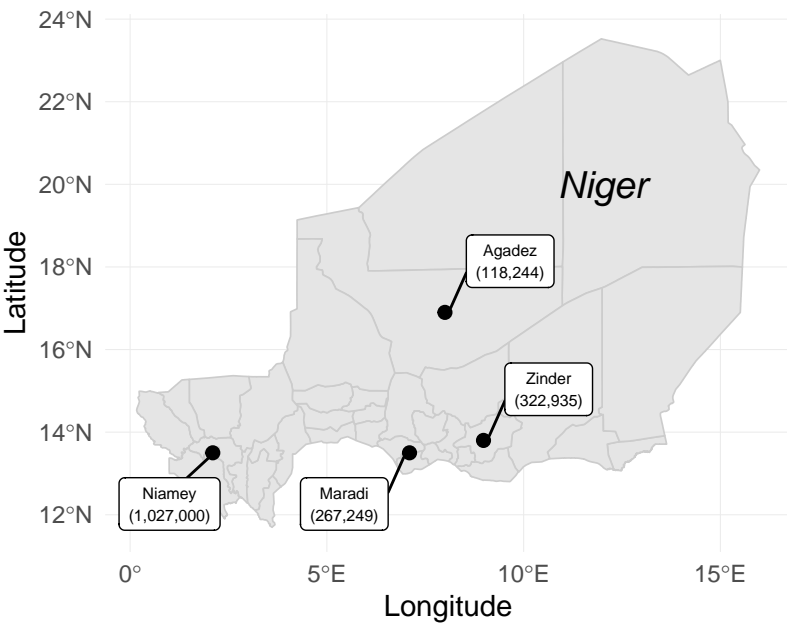 24°N
22°N
20°N
18°N
16°N
14°N
12°N
Latitude
Niger
Agadez
(118,244)
Zinder
(322,935)
Niamey
(1,027,000)
Maradi
(267,249)
0°
5°E
10°E
15°E
Longitude